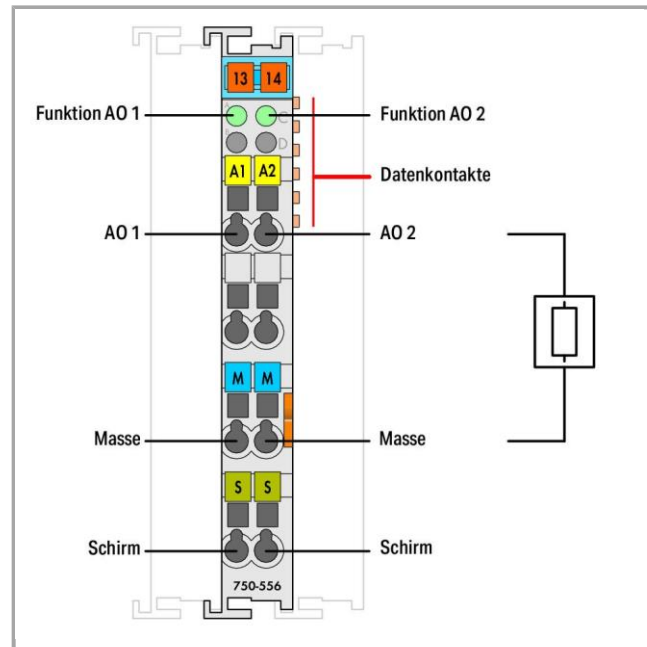 13 14
Funktion AO 1 A C Funktion AO 2
B D
Datenkontakte
A1 A2
AO 1 AO 2
M M
Masse Masse
S S
Schirm Schirm
750-556